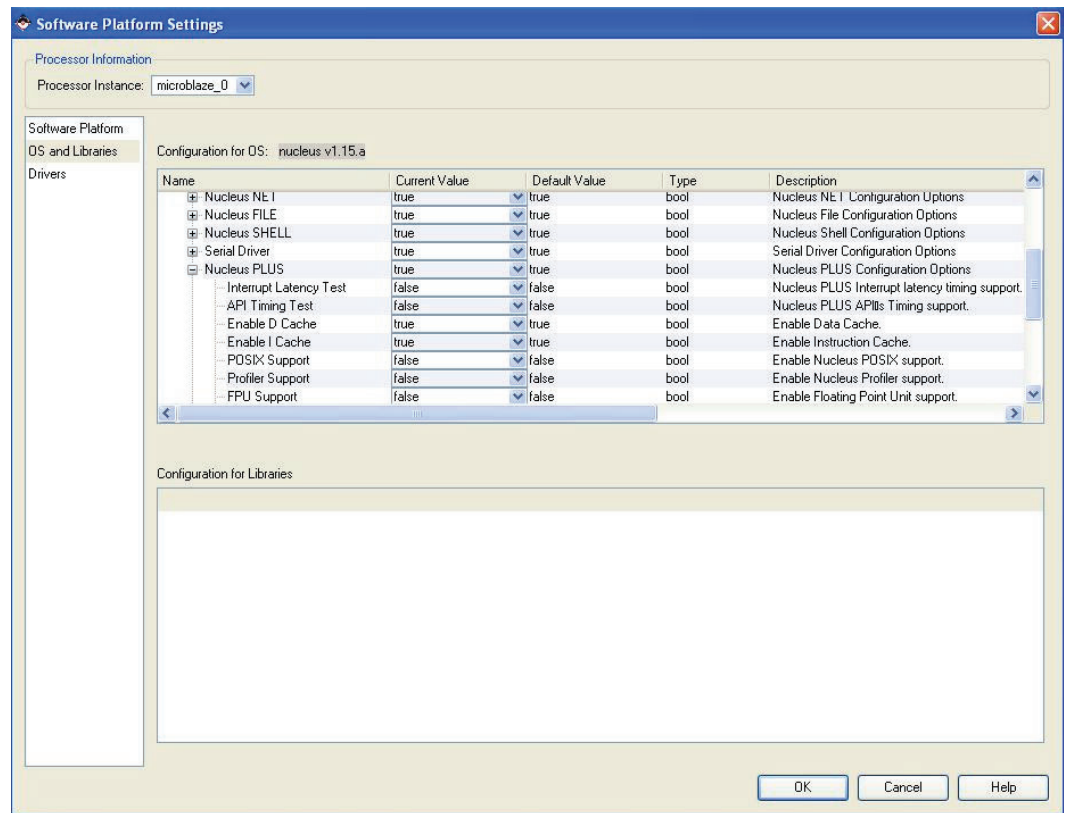 Software Platform Settings
Processor Information
Processor Instance: microblaze_0
Software Platform
OS and Libraries
Drivers
Configuration for OS: nucleus v1.15.a
Name Current Value Default Value Type Description
Nucleus NET true true bool Nucleus NET Configuration Options
Nucleus FILE true true bool Nucleus File Configuration Options
Nucleus SHELL true true bool Nucleus Shell Configuration Options
Serial Driver true true bool Serial Driver Configuration Options
Nucleus PLUS true true bool Nucleus PLUS Configuration Options
Interrupt Latency Test false false bool Nucleus PLUS Interrupt latency timing support.
API Timing Test false false bool Nucleus PLUS Timing support.
Enable D Cache true true bool Enable Data Cache.
Enable I Cache true true bool Enable Instruction Cache.
POSIX Support false false bool Enable Nucleus POSIX support.
Profiler Support false false bool Enable Nucleus Profiler support.
FPU Support false false bool Enable Floating Point Unit support.
Configuration for Libraries
OK Cancel Help